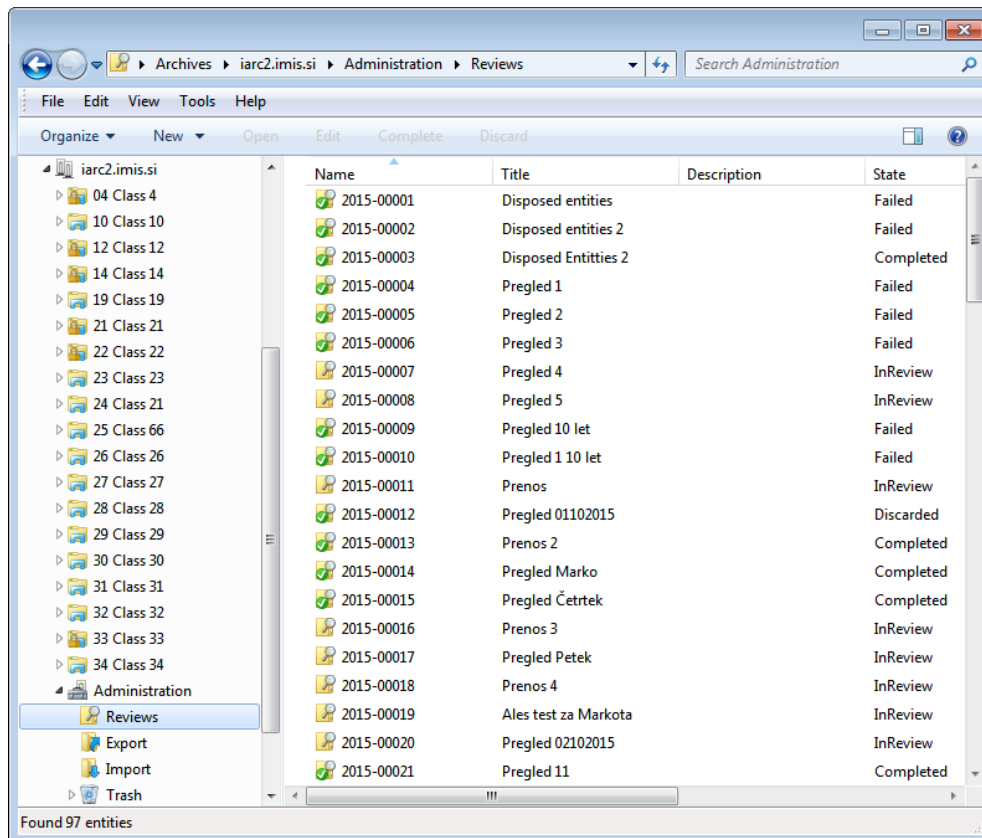 Archives iarc2.imis.si Administration Reviews Search Administration
File Edit View Tools Help
Organize New Open Edit Complete Discard
iarc2.imis.si
04 Class 4
10 Class 10
12 Class 12
14 Class 14
19 Class 19
21 Class 21
22 Class 22
23 Class 23
24 Class 21
25 Class 66
26 Class 26
27 Class 27
28 Class 28
29 Class 29
30 Class 30
31 Class 31
32 Class 32
33 Class 33
34 Class 34
Administration
Reviews
Export
Import
Trash
Name Title Description State
2015-00001 Disposed entities Failed
2015-00002 Disposed entities 2 Failed
2015-00003 Disposed Entitties 2 Completed
2015-00004 Pregled 1 Failed
2015-00005 Pregled 2 Failed
2015-00006 Pregled 3 Failed
2015-00007 Pregled 4 InReview
2015-00008 Pregled 5 InReview
2015-00009 Pregled 10 let Failed
2015-00010 Pregled 1 10 let Failed
2015-00011 Prenos InReview
2015-00012 Pregled 01102015 Discarded
2015-00013 Prenos 2 Completed
2015-00014 Pregled Marko Completed
2015-00015 Pregled Četrtek Completed
2015-00016 Prenos 3 InReview
2015-00017 Pregled Petek InReview
2015-00018 Prenos 4 InReview
2015-00019 Ales test za Markota InReview
2015-00020 Pregled 02102015 InReview
2015-00021 Pregled 11 Completed
Found 97 entities